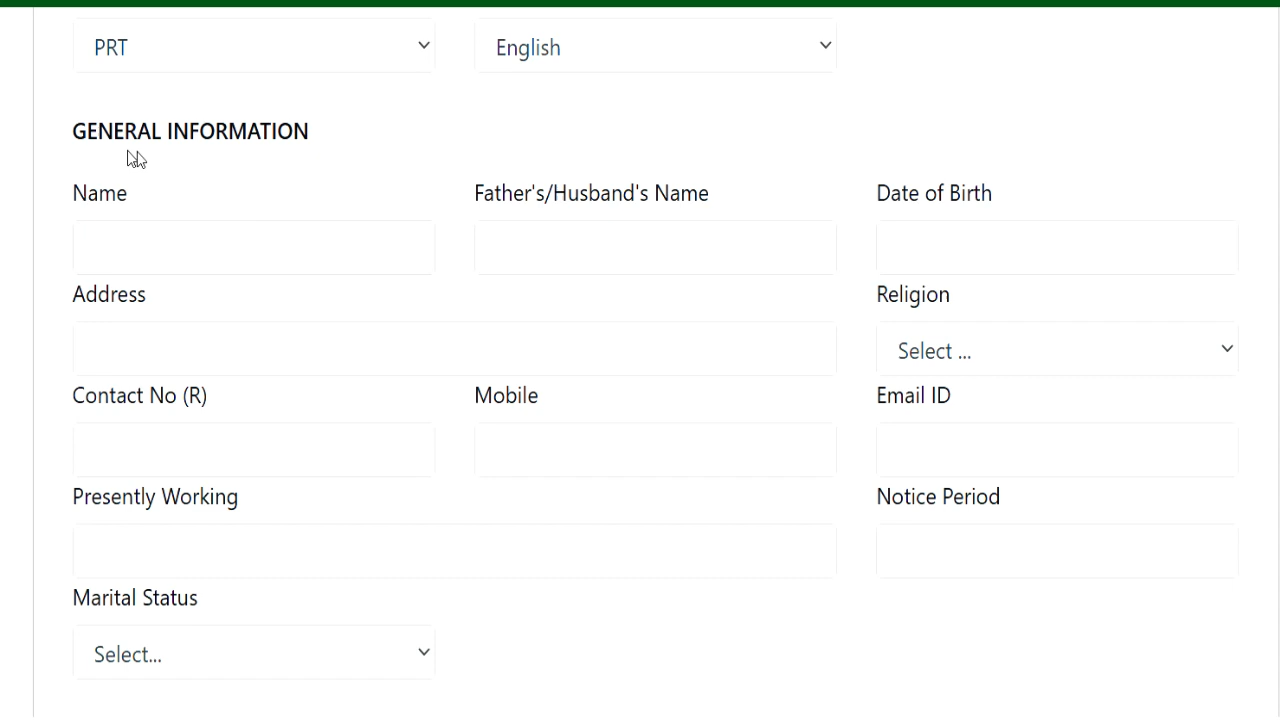 PRT English
GENERAL INFORMATION
Name Father's/Husband's Name Date of Birth
Address Religion
Select ...
Contact No (R) Mobile Email ID
Presently Working Notice Period
Marital Status
Select...